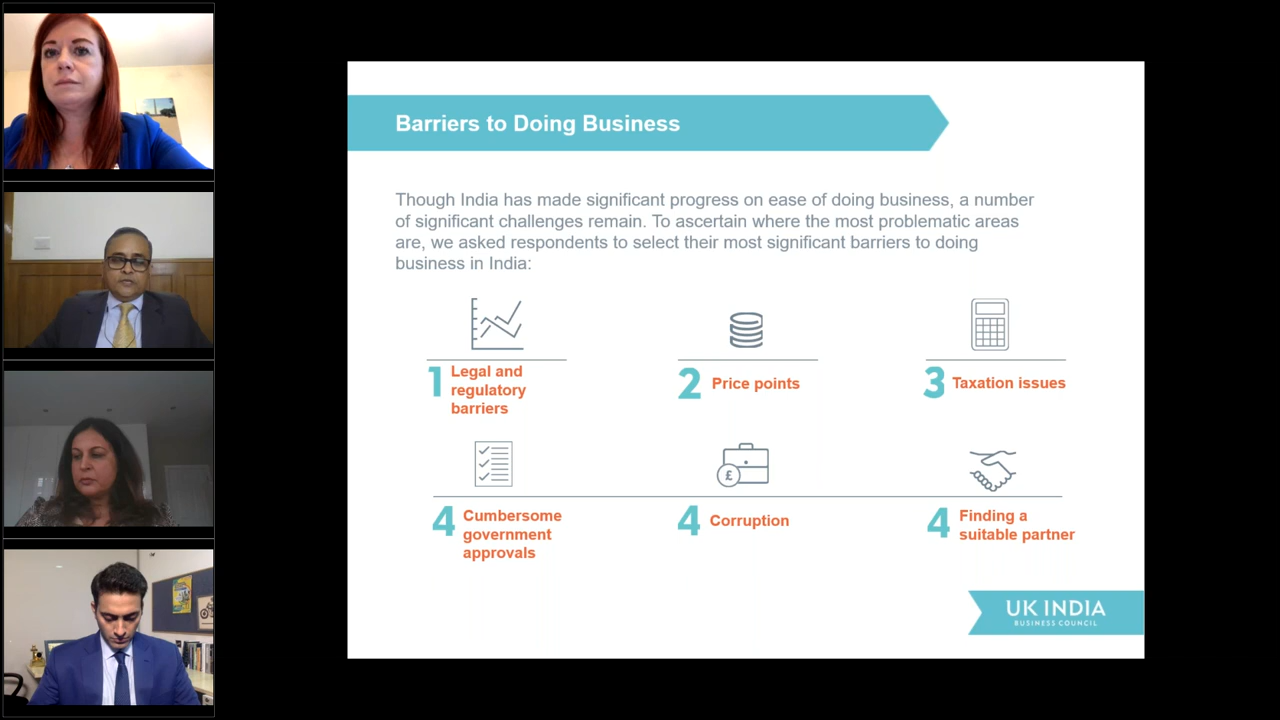 Barriers to Doing Business
Though India has made significant progress on ease of doing business, a number
of significant challenges remain. To ascertain where the most problematic areas
are, we asked respondents to select their most significant barriers to doing
business in India:
1 Legal and
regulatory
barriers
2 Price points
3 Taxation issues
4 Cumbersome
government
approvals
£
4 Corruption
4 Finding a
suitable partner
UK INDIA
BUSINESS COUNCIL